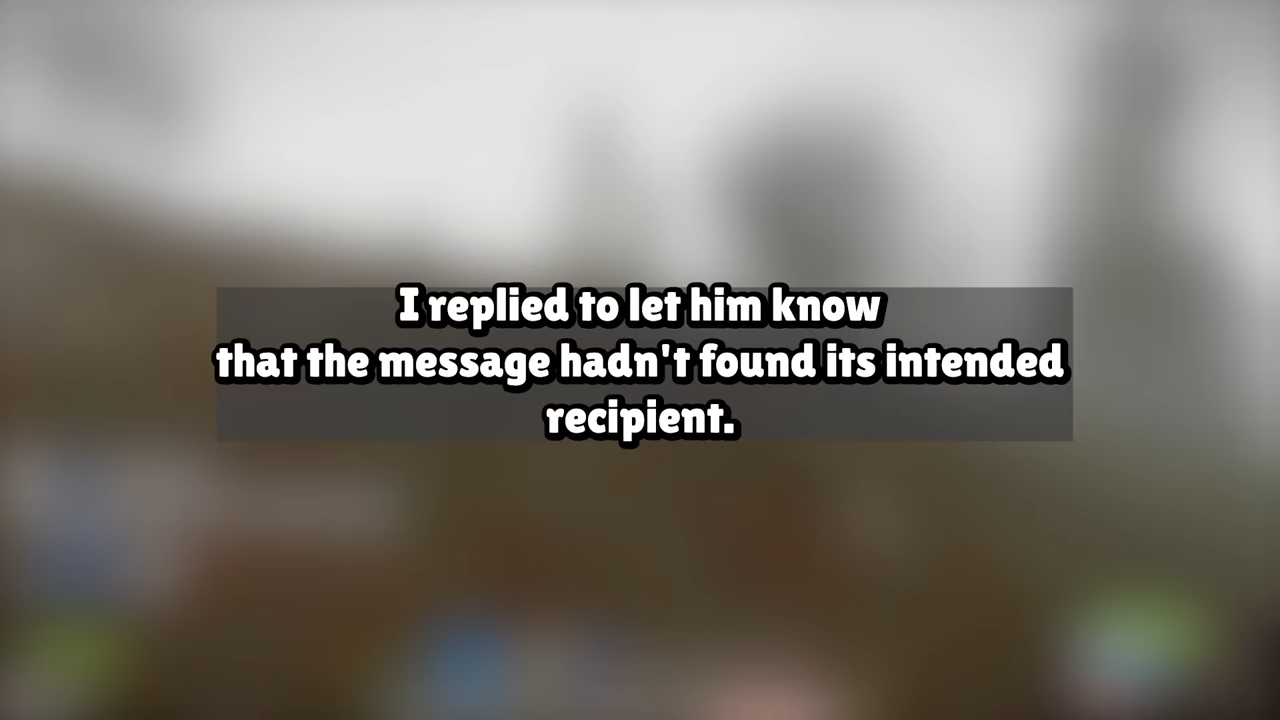 I replied to let him know
that the message hadn't found its intended
recipient.